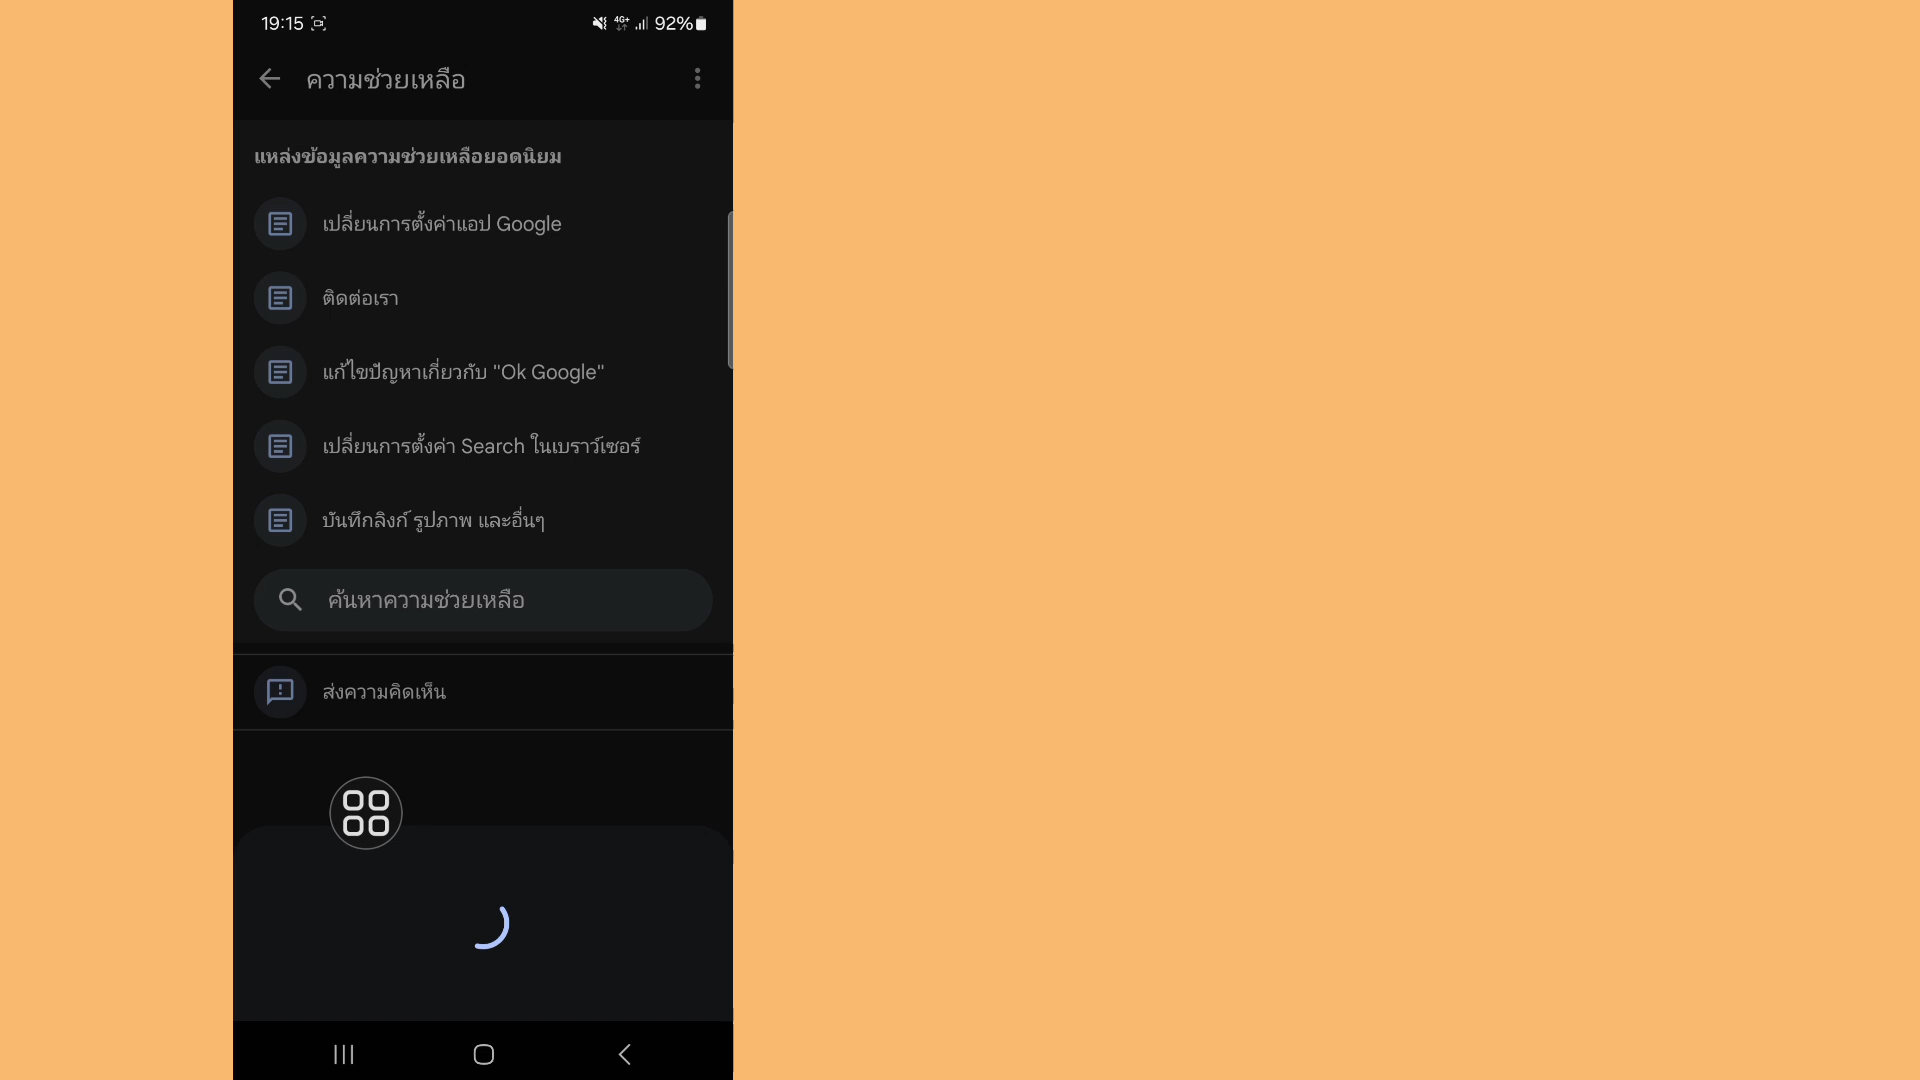 19:15
4G+
92%
ความช่วยเหลือ
แหล่งข้อมูลความช่วยเหลือยอดนิยม
เปลี่ยนการตั้งค่าแอป Google
ติดต่อเรา
แก้ไขปัญหาเกี่ยวกับ "Ok Google"
เปลี่ยนการตั้งค่า Search ในเบราว์เซอร์
บันทึกลิงก์ รูปภาพ และอื่นๆ
ค้นหาความช่วยเหลือ
ส่งความคิดเห็น